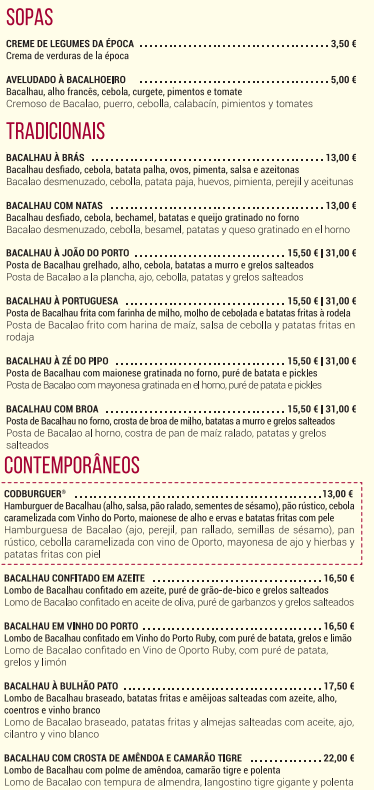 SOPAS
CREME DE LEGUMES DA ÉPOCA ................................ 3,50 €
Crema de verduras de la época
AVELUDADO À BACALHOEIRO ................................ 5,00 €
Bacalhau, alho francês, cebola, curgete, pimentos e tomate
Cremoso de Bacalao, puerro, cebolla, calabacín, pimientos y tomates
TRADICIONAIS
BACALHAU À BRÁS ................................ 13,00 €
Bacalhau desfiado, cebola, batata palha, ovos, pimenta, salsa e azeitonas
Bacalao desmenuzado, cebolla, patata paja, huevos, pimienta, perejil y aceitunas
BACALHAU COM NATAS ................................ 13,00 €
Bacalhau desfiado, cebola, bechamel, batatas e queijo gratinado no forno
Bacalao desmenuzado, cebolla, besamel, patatas y queso gratinado en el horno
BACALHAU À JOÃO DO PORTO ........................ 15,50 € | 31,00 €
Posta de Bacalhau grelhado, alho, cebola, batatas a murro e grelos salteados
Posta de Bacalao a la plancha, ajo, cebolla, patatas y grelos salteados
BACALHAU À PORTUGUESA ........................ 15,50 € | 31,00 €
Posta de Bacalhau frita com farinha de milho, molho de cebolada e batatas fritas à rodela
Posta de Bacalao frito com harina de maíz, salsa de cebolla y patatas fritas en
rodaja
BACALHAU À ZÉ DO PIPO ........................ 15,50 € | 31,00 €
Posta de Bacalhau com maionese gratinada no forno, puré de batata e pickles
Posta de Bacalao com mayonesa gratinada en el horno, puré de patata e pickles
BACALHAU COM BROA ........................ 15,50 € | 31,00 €
Posta de Bacalhau no forno, crosta de broa de milho, batatas a murro e grelos salteados
Posta de Bacalao al horno, costra de pan de maíz ralado, patatas y grelos
salteados
CONTEMPORÂNEOS
CODBURGUER® ................................ 13,00 €
Hamburguer de Bacalhau (alho, salsa, pão ralado, sementes de sésamo), pão rústico, cebola
caramelizada com Vinho do Porto, maionese de alho e ervas e batatas fritas com pele
Hamburguesa de Bacalao (ajo, perejil, pan rallado, semillas de sésamo), pan
rústico, cebolla caramelizada con vino de Oporto, mayonesa de ajo y hierbas y
patatas fritas con piel
BACALHAU CONFITADO EM AZEITE ........................ 16,50 €
Lombo de Bacalhau confitado em azeite, puré de grão-de-bico e grelos salteados
Lomo de Bacalao confitado en aceite de oliva, puré de garbanzos y grelos salteados
BACALHAU EM VINHO DO PORTO ........................ 16,50 €
Lombo de Bacalhau confitado em Vinho do Porto Ruby, com puré de batata, grelos e limão
Lomo de Bacalao confitado en Vino de Oporto Ruby, com puré de patata,
grelos y limón
BACALHAU À BULHÃO PATO ........................ 17,50 €
Lombo de Bacalhau braseado, batatas fritas e amêijoas salteadas com azeite, alho,
coentros e vinho branco
Lomo de Bacalao braseado, patatas fritas y almejas salteadas com aceite, ajo,
cilantro y vino blanco
BACALHAU COM CROSTA DE AMÊNDOA E CAMARÃO TIGRE ............. 22,00 €
Lombo de Bacalhau com polme de amêndoa, camarão tigre e polenta
Lomo de Bacalao con tempura de almendra, langostino tigre gigante y polenta